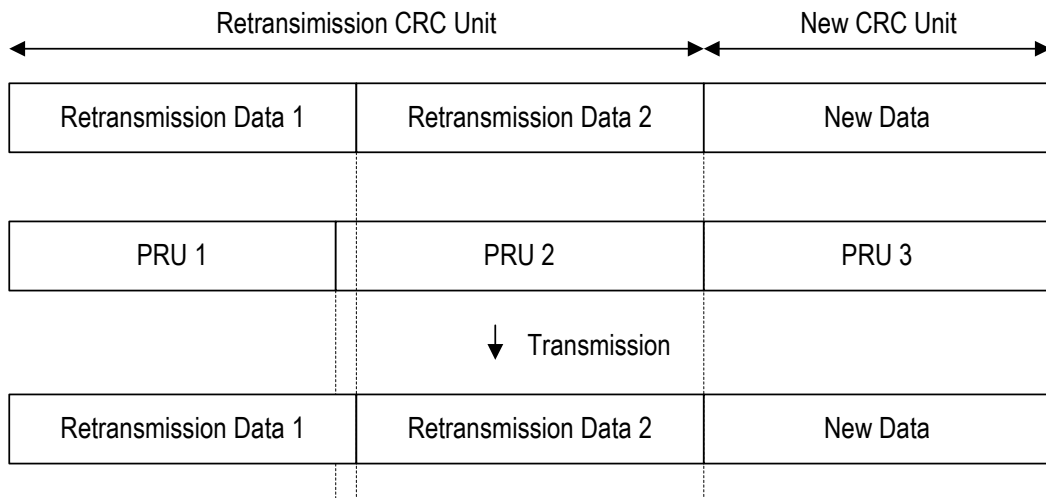 Retransimission CRC Unit
New CRC Unit
Retransmission Data 1
Retransmission Data 2
New Data
PRU 1
PRU 2
PRU 3
Transmission
Retransmission Data 1
Retransmission Data 2
New Data